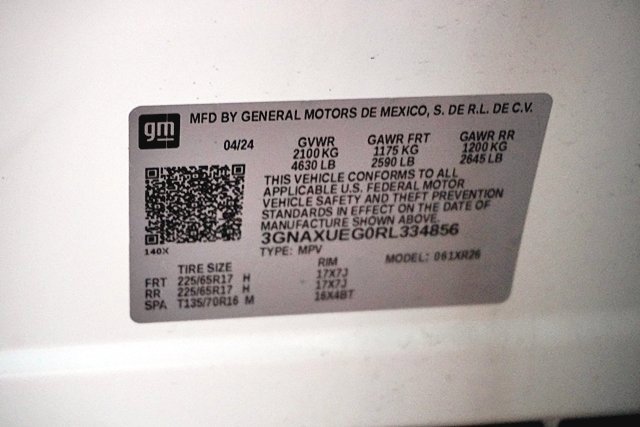 gm
MFD BY GENERAL MOTORS DE MEXICO, S. DE R.L. DE C.V.
04/24 GVWR GAWR FRT GAWR RR
2100 KG 1175 KG 1200 KG
4630 LB 2590 LB 2645 LB
THIS VEHICLE CONFORMS TO ALL
APPLICABLE U.S. FEDERAL MOTOR
VEHICLE SAFETY AND THEFT PREVENTION
STANDARDS IN EFFECT ON THE DATE OF
MANUFACTURE SHOWN ABOVE.
3GNAXUEG0RL334856
140X
TYPE: MPV MODEL: 061XR26
TIRE SIZE RIM
FRT 225/65R17 H 17X7J
RR 225/65R17 H 17X7J
SPA T135/70R16 M 16X4BT